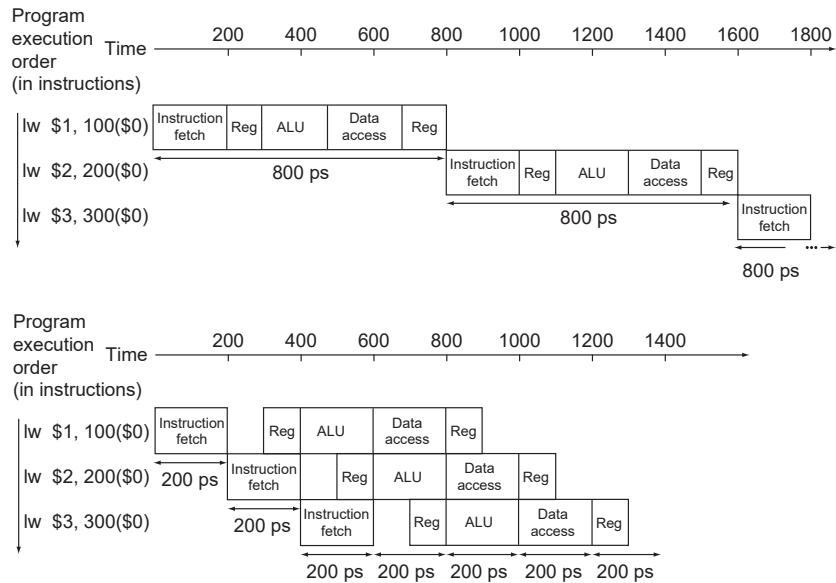 Program
execution
order
(in instructions)
Time
200 400 600 800 1000 1200 1400 1600 1800
lw $1, 100($0)
Instruction
fetch
Reg
ALU
Data
access
Reg
800 ps
lw $2, 200($0)
Instruction
fetch
Reg
ALU
Data
access
Reg
800 ps
lw $3, 300($0)
Instruction
fetch
...
800 ps
Program
execution
order
(in instructions)
Time
200 400 600 800 1000 1200 1400
lw $1, 100($0)
Instruction
fetch
Reg
ALU
Data
access
Reg
200 ps
lw $2, 200($0)
Instruction
fetch
Reg
ALU
Data
access
Reg
200 ps
lw $3, 300($0)
Instruction
fetch
Reg
ALU
Data
access
Reg
200 ps 200 ps 200 ps 200 ps 200 ps